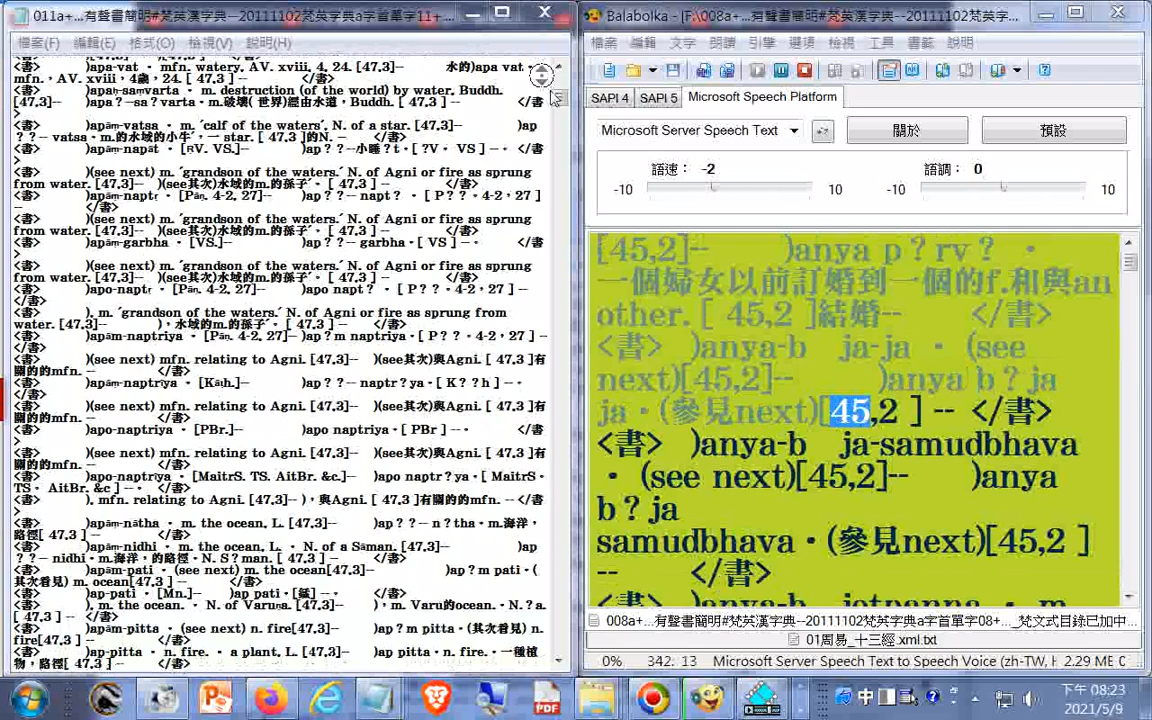 011a+...有聲書簡明#梵英漢字典--20111102梵英字典a字首單字11+...
檔案(F) 編輯(E) 格式(O) 檢視(V) 說明(H)
<書> )apa-vat ‧ mfn. watery, AV. xviii, 4, 24. [47.3]-- 水的)apa vat‧
mfn.，AV xviii，4歲，24. [ 47.3 ] </書>
<書> )apaḥ-saṃvarta ‧ m. destruction (of the world) by water, Buddh.
[47.3]-- )apa？--sa？varta‧m.破壞( 世界)經由水道，Buddh. [ 47.3 ]-- </書
<書> )apāṃ-vatsa ‧ m. 'calf of the waters', N. of a star. [47.3]-- )ap
？？-- vatsa‧m.的水域的小牛'，一 star. [ 47.3 ]的N. </書>
<書> )apāṃ-napāt ‧ [RV. VS.]-- )ap？？--小睡？t‧[？V‧ VS ] --‧ </書
>
<書> )(see next) m. 'grandson of the waters.' N. of Agni or fire as sprung
from water. [47.3]-- )(see其次)水域的m.的孫子'‧ [ 47.3 ] </書>
<書> )apāṃ-naptṛ ‧ [Pāṇ. 4-2, 27]-- )ap？？-- napt？‧ [ P？？‧4-2，27 ]
--‧ </書>
<書> )(see next) m. 'grandson of the waters.' N. of Agni or fire as sprung
from water. [47.3]-- )(see其次)水域的m.的孫子'‧ [ 47.3 ] </書>
<書> )apāṃ-garbha ‧ [VS.]-- )ap？？-- garbha‧[ VS ] --‧ </書
>
<書> )(see next) m. 'grandson of the waters.' N. of Agni or fire as sprung
from water. [47.3]-- )(see其次)水域的m.的孫子'‧ [ 47.3 ] </書>
<書> )apo-naptṛ ‧ [Pāṇ. 4-2, 27]-- )apo napt？‧ [ P？？‧4-2，27 ] --‧
</書>
<書> ), m. 'grandson of the waters.' N. of Agni or fire as sprung from
water. [47.3]-- )，水域的m.的孫子'‧ [ 47.3 ] </書>
<書> )apāṃ-naptriya ‧ [Pāṇ. 4-2, 27]-- )ap？m naptriya‧ [ P？？‧4-2，27 ] --‧
</書>
<書> )(see next) mfn. relating to Agni. [47.3]-- )(see其次)與Agni. [ 47.3 ]有
關的的mfn. </書>
<書> )apāṃ-naptrīya ‧ [Kāṭh.]-- )ap？？-- naptr？ya‧[ K？？h ] --‧ </書
>
<書> )(see next) mfn. relating to Agni. [47.3]-- )(see其次)與Agni. [ 47.3 ]有
關的的mfn. </書>
<書> )apo-naptriya ‧ [PBr.]-- )apo naptriya‧[ PBr ] --‧ </書
>
<書> )(see next) mfn. relating to Agni. [47.3]-- )(see其次)與Agni. [ 47.3 ]有
關的的mfn. </書>
<書> )apo-naptrīya ‧ [MaitrS. TS. AitBr. &c.]-- )apo naptr？ya‧[ MaitrS‧
TS‧ AitBr. &c ] --‧ </書>
<書> ), mfn. relating to Agni. [47.3]-- )，與Agni. [ 47.3 ]有關的的mfn. </書
>
<書> )apāṃ-nātha ‧ m. the ocean, L. [47.3]-- )ap？？-- n？tha‧m.海洋，
路徑[ 47.3 ] </書>
<書> )apāṃ-nidhi ‧ m. the ocean, L. ‧ N. of a Sāman. [47.3]-- )ap
？？-- nidhi‧m.海洋，的路徑‧N. S？man. [ 47.3 ] </書>
<書> )apāṃ-pati ‧ (see next) m. the ocean[47.3]-- )ap？m pati‧(
其次看見) m. ocean[47.3 ] </書>
<書> )ap-pati ‧ [Mn.]-- )ap pati‧[錳] --‧ </書>
<書> ), m. the ocean. ‧ N. of Varuṇa. [47.3]-- )，m. Varu的ocean.‧N.？a.
[ 47.3 ] </書>
<書> )apāṃ-pitta ‧ (see next) n. fire[47.3]-- )ap？m pitta‧(其次看見) n.
fire[47.3 ] </書>
<書> )ap-pitta ‧ n. fire. ‧ a plant, L. [47.3]-- )ap pitta‧n. fire.‧一種植
物，路徑[ 47.3 ] </書>
Balabolka - [F:\008a+...有聲書簡明#梵英漢字典--20111102梵英字...
檔案 編輯 文字 朗讀 引擎 選項 檢視 工具 書籤 說明
SAPI 4 SAPI 5 Microsoft Speech Platform
Microsoft Server Speech Text 關於 預設
語速： -2 語調： 0
-10 10 -10 10
[45,2]-- )anya p？rv？ ‧
一個婦女以前訂婚到一個的f.和與an
other. [ 45,2 ]結婚-- </書>
<書> )anya-b ja-ja ‧ (see
next)[45,2]-- )anya b？ja
ja‧(參見next)[45,2 ] -- </書>
<書> )anya-b ja-samudbhava
‧ (see next)[45,2]-- )anya
b？ja
samudbhava‧(參見next)[45,2 ]
-- </書>
<書> )anya-b jotpanna ‧ m
008a+...有聲書簡明#梵英漢字典--20111102梵英字典a字首單字08+..._梵文式目錄已加中...
01周易_十三經.xml.txt
0% 342: 13 Microsoft Server Speech Text to Speech Voice (zh-TW, H 2.29 MB
中
下午 08:23
2021/5/9